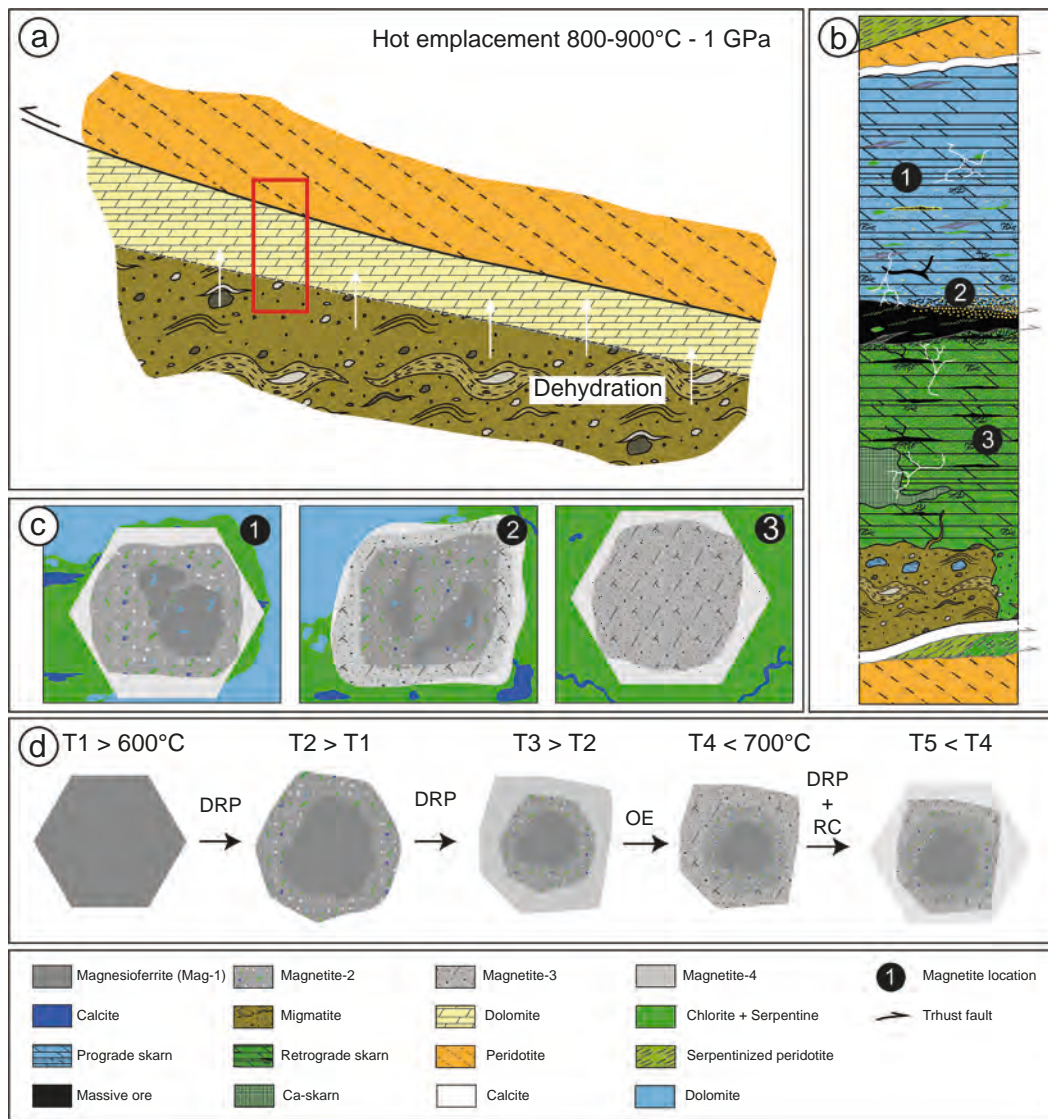 a
Hot emplacement 800-900°C - 1 GPa
Dehydration
b
1
2
3
c
1
2
3
d
T1 > 600°C
T2 > T1
T3 > T2
T4 < 700°C
T5 < T4
DRP
DRP
OE
DRP
+
RC
Magnesioferrite (Mag-1)
Magnetite-2
Magnetite-3
Magnetite-4
1
Magnetite location
Calcite
Migmatite
Dolomite
Chlorite + Serpentine
Trhust fault
Prograde skarn
Retrograde skarn
Peridotite
Serpentinized peridotite
Massive ore
Ca-skarn
Calcite
Dolomite